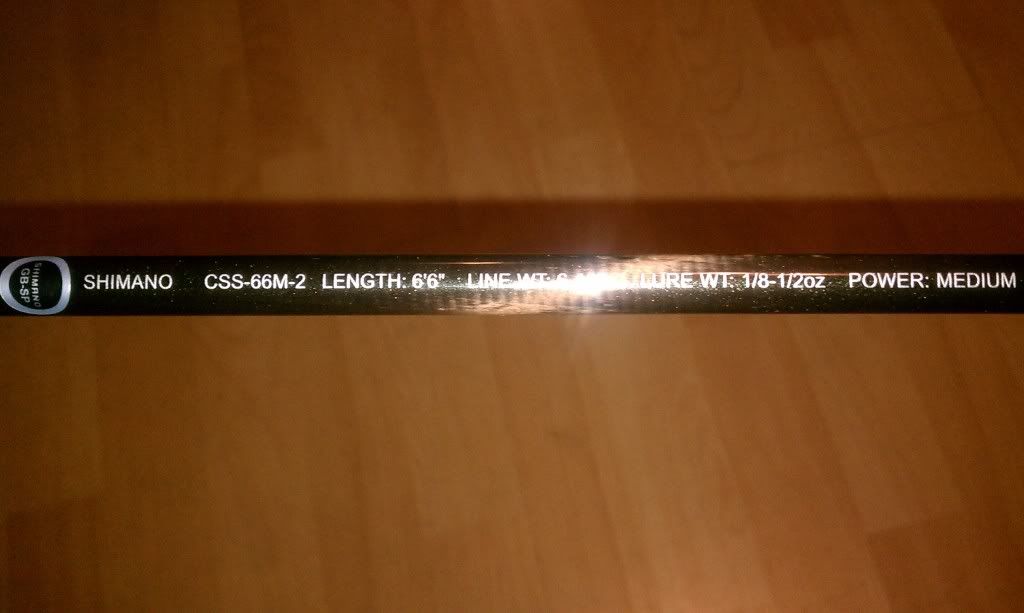 SHIMANO GB-SP
SHIMANO CSS-66M-2 LENGTH: 6'6" LINE WT: LURE WT: 1/8-1/2oz POWER: MEDIUM